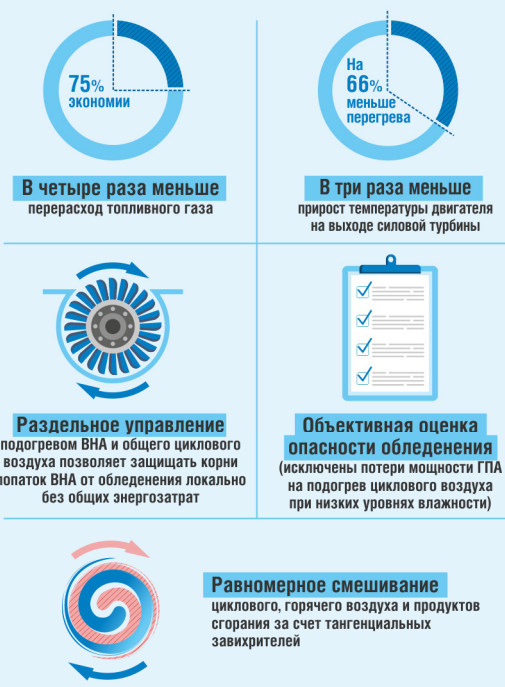 75%
экономии
На
66%
меньше
перегрева
В четыре раза меньше
перерасход топливного газа
В три раза меньше
прирост температуры двигателя
на выходе силовой турбины
Раздельное управление
подогревом ВНА и общего циклового
воздуха позволяет защищать корни
лопаток ВНА от обледенения локально
без общих энергозатрат
Объективная оценка
опасности обледенения
(исключены потери мощности ГПА
на подогрев циклового воздуха
при низких уровнях влажности)
Равномерное смешивание
циклового, горячего воздуха и продуктов
сгорания за счет тангенциальных
завихрителей